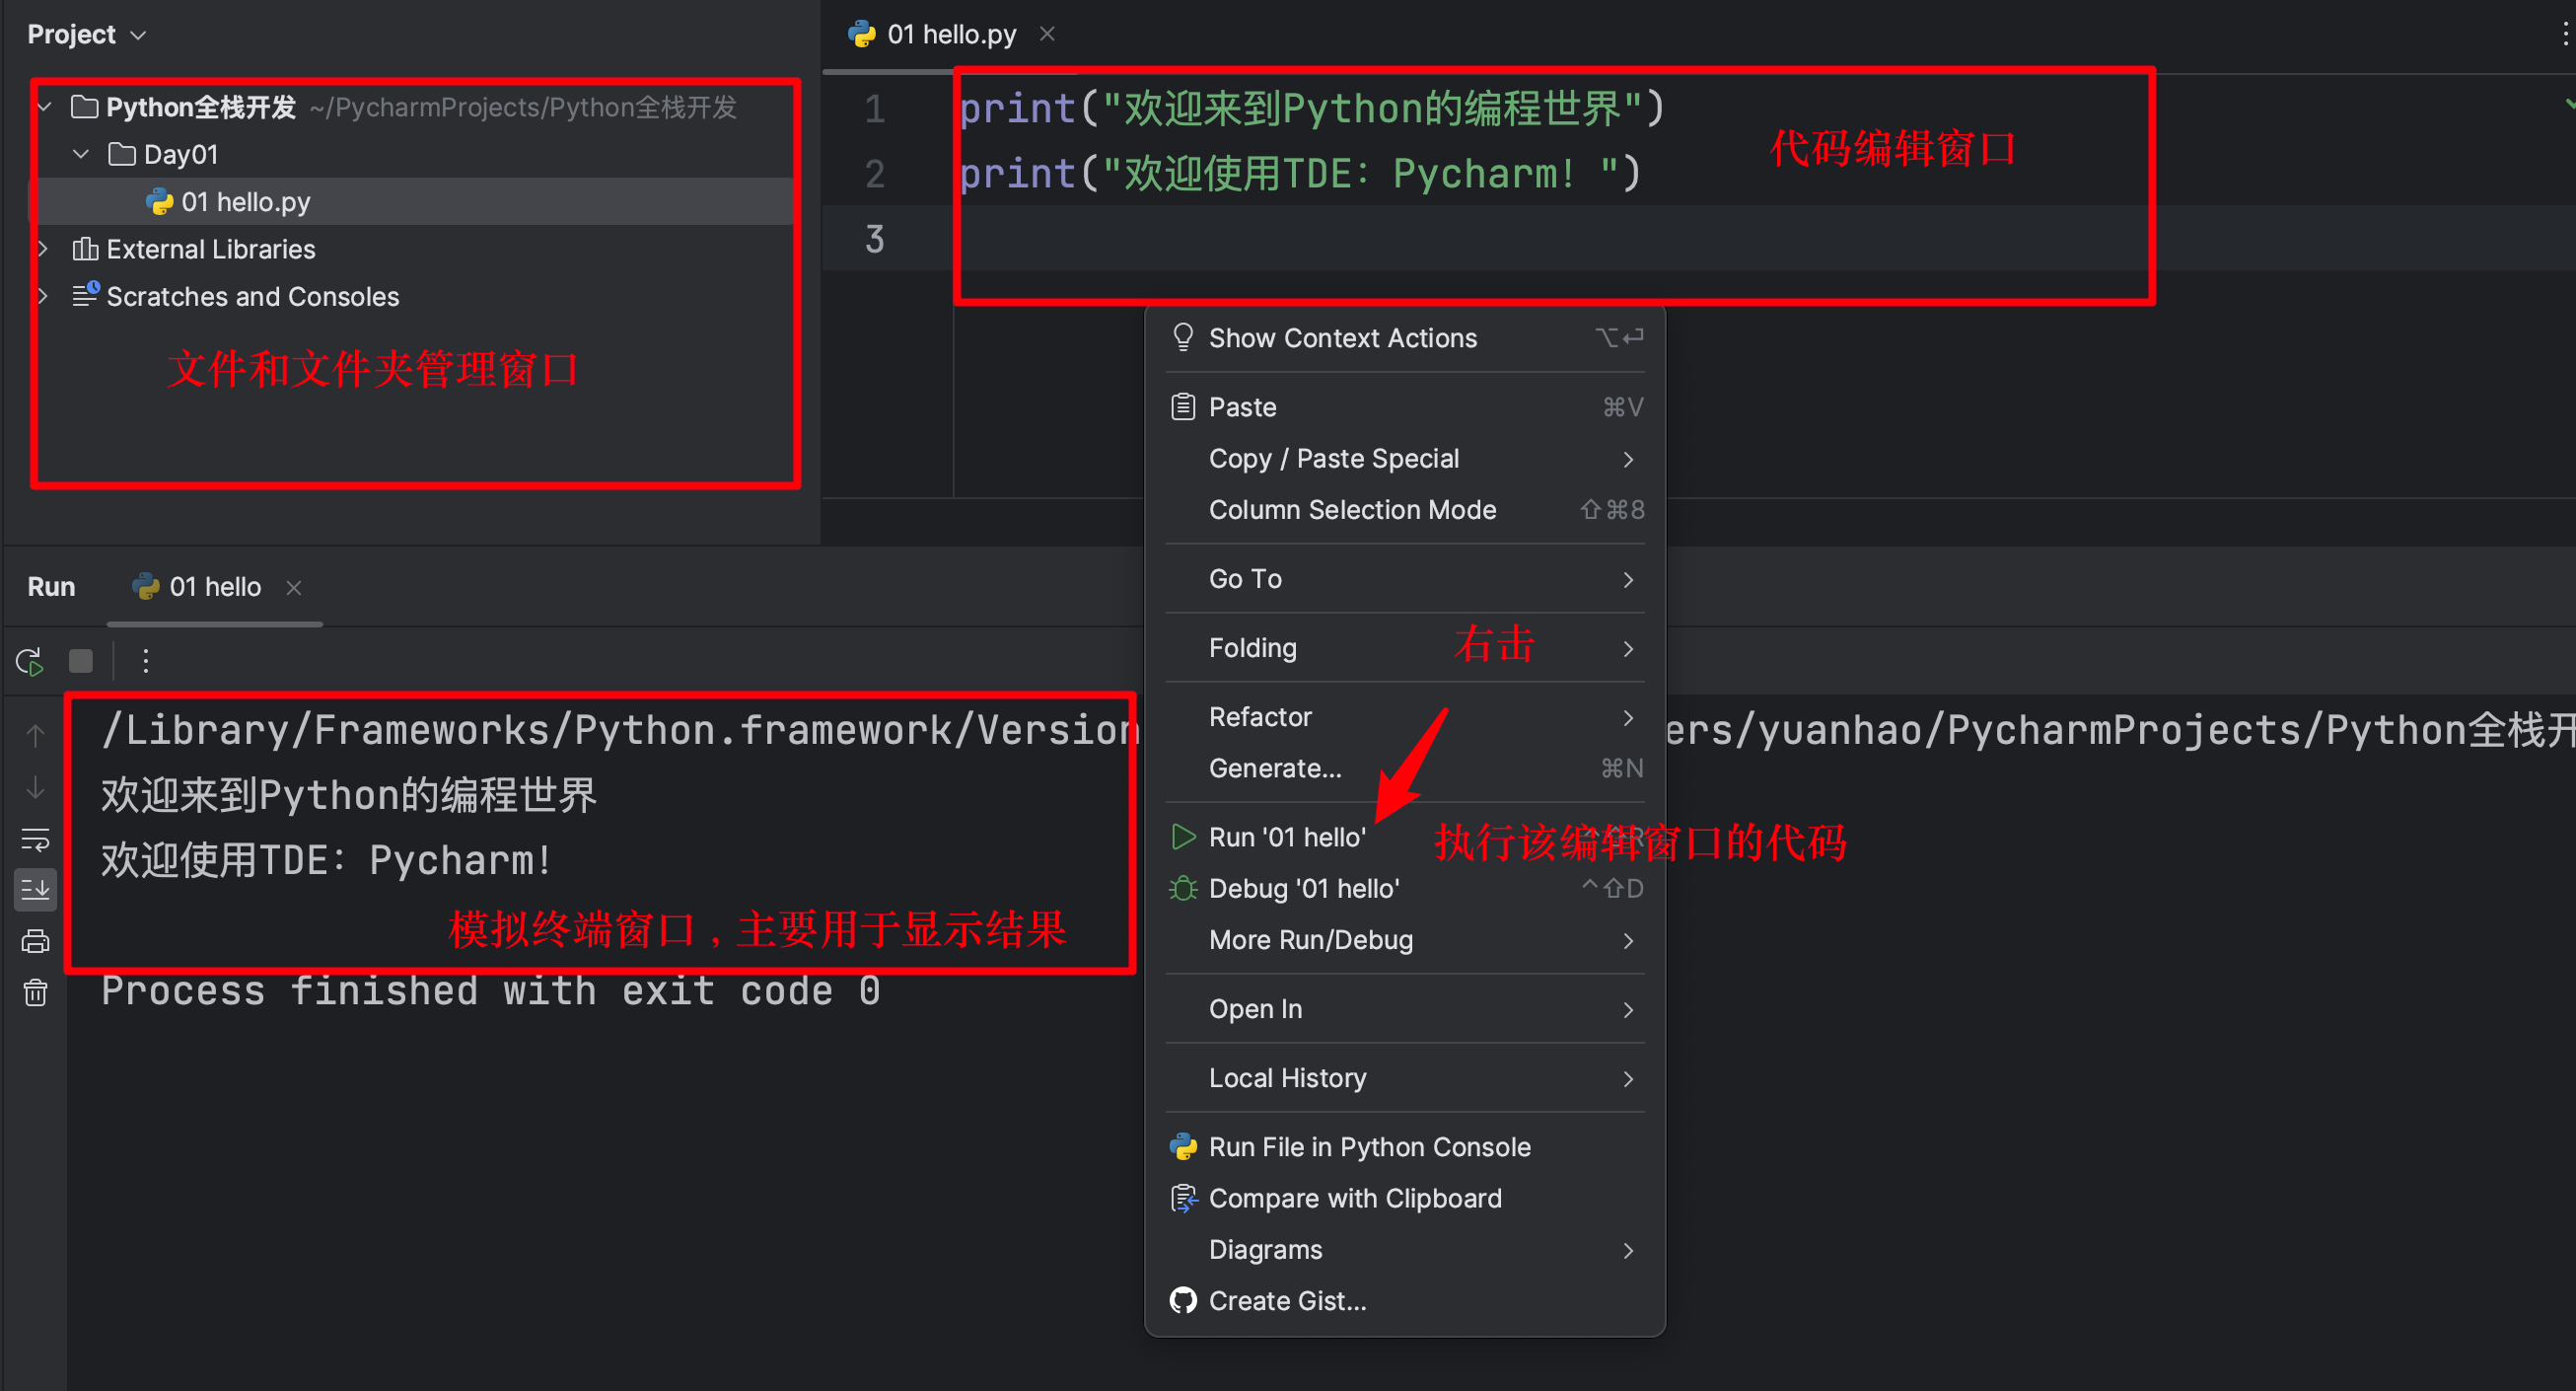 Project
01 hello.py
Python全栈开发 ~/PycharmProjects/Python全栈开发
Day01
01 hello.py
External Libraries
Scratches and Consoles
文件和文件夹管理窗口
1 print("欢迎来到Python的编程世界")
2 print("欢迎使用TDE：Pycharm！")
3
代码编辑窗口
Show Context Actions ⌥⏎
Paste ⌘V
Copy / Paste Special
Column Selection Mode ⇧⌘8
Go To
Folding
右击
Refactor
Generate... ⌘N
Run '01 hello' ^⇧R
执行该编辑窗口的代码
Debug '01 hello' ^⇧D
More Run/Debug
Open In
Local History
Run File in Python Console
Compare with Clipboard
Diagrams
Create Gist...
Run 01 hello
/Library/Frameworks/Python.framework/Version
ers/yuanhao/PycharmProjects/Python全栈开
欢迎来到Python的编程世界
欢迎使用TDE：Pycharm！
模拟终端窗口，主要用于显示结果
Process finished with exit code 0